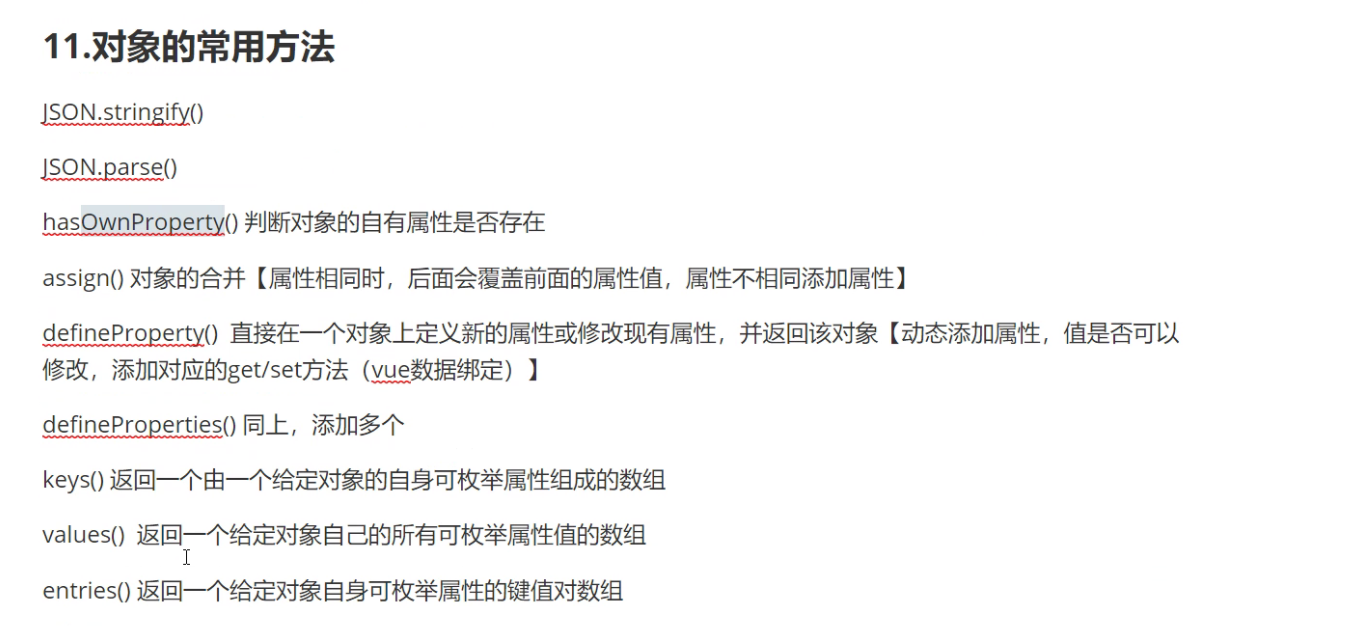 11.对象的常用方法
JSON.stringify()
JSON.parse()
hasOwnProperty() 判断对象的自有属性是否存在
assign() 对象的合并【属性相同时，后面会覆盖前面的属性值，属性不相同添加属性】
defineProperty()  直接在一个对象上定义新的属性或修改现有属性，并返回该对象【动态添加属性，值是否可以
修改，添加对应的get/set方法（vue数据绑定）】
defineProperties() 同上，添加多个
keys() 返回一个由一个给定对象的自身可枚举属性组成的数组
values()  返回一个给定对象自己的所有可枚举属性值的数组
entries() 返回一个给定对象自身可枚举属性的键值对数组